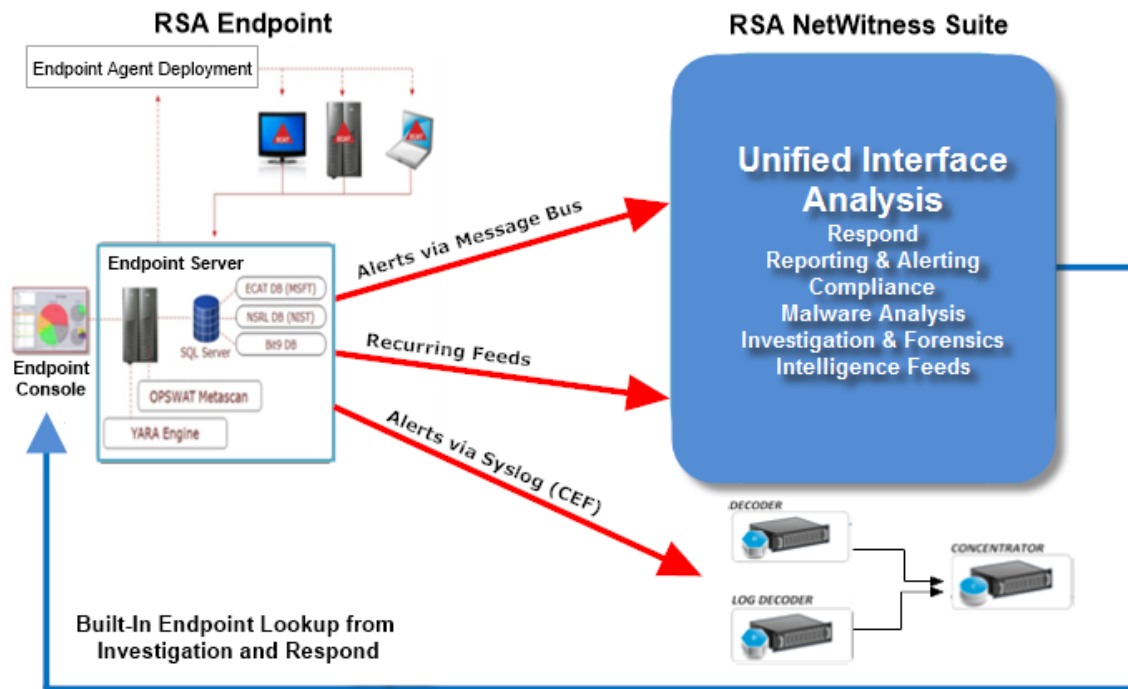 RSA Endpoint
RSA NetWitness Suite
Endpoint Agent Deployment
ECAT
ECAT
ECAT
Unified Interface
Analysis
Respond
Reporting & Alerting
Compliance
Malware Analysis
Investigation & Forensics
Intelligence Feeds
Alerts via Message Bus
Endpoint Server
ECAT DB (MSFT)
NSRL DB (NIST)
Bit9 DB
SQL Server
OPSWAT Metascan
YARA Engine
Endpoint
Console
Recurring Feeds
Alerts via Syslog (CEF)
DECODER
CONCENTRATOR
LOG DECODER
Built-In Endpoint Lookup from
Investigation and Respond